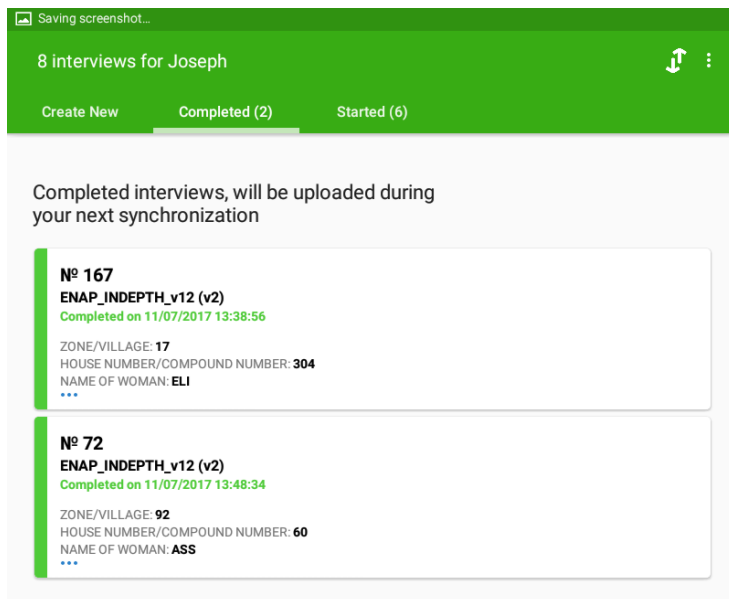 Saving screenshot...
8 interviews for Joseph
Create New Completed (2) Started (6)
Completed interviews, will be uploaded during
your next synchronization
Nº 167
ENAP_INDEPTH_v12 (v2)
Completed on 11/07/2017 13:38:56
ZONE/VILLAGE: 17
HOUSE NUMBER/COMPOUND NUMBER: 304
NAME OF WOMAN: ELI
Nº 72
ENAP_INDEPTH_v12 (v2)
Completed on 11/07/2017 13:48:34
ZONE/VILLAGE: 92
HOUSE NUMBER/COMPOUND NUMBER: 60
NAME OF WOMAN: ASS